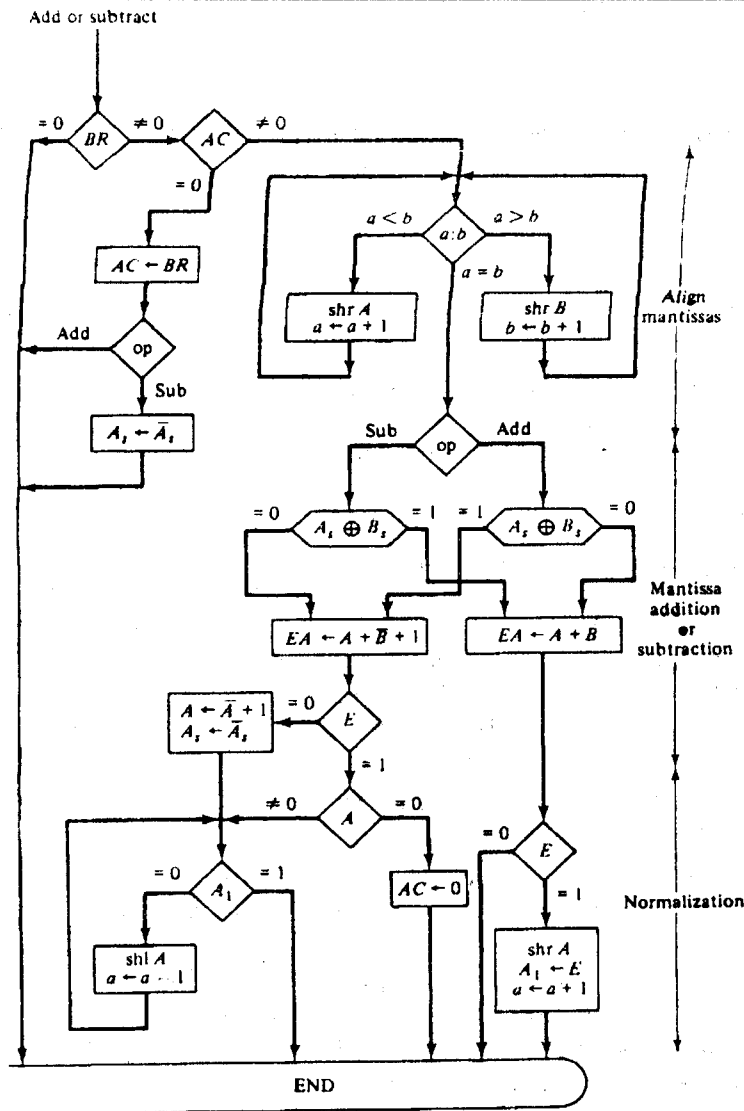 Add or subtract
= 0
BR
≠ 0
AC
≠ 0
= 0
AC ← BR
Add
op
Sub
A_s ← A̅_s
a < b
a:b
a > b
a = b
shr A
a ← a + 1
shr B
b ← b + 1
Align
mantissas
Sub
op
Add
= 0
A_s ⊕ B_s
= 1
= 1
A_s ⊕ B_s
= 0
EA ← A + B̅ + 1
EA ← A + B
Mantissa
addition
or
subtraction
A ← A̅ + 1
A_s ← A̅_s
= 0
E
= 1
≠ 0
A
= 0
= 0
E
= 1
= 0
A_1
= 1
AC ← 0
Normalization
shl A
a ← a - 1
shr A
A_1 ← E
a ← a + 1
END